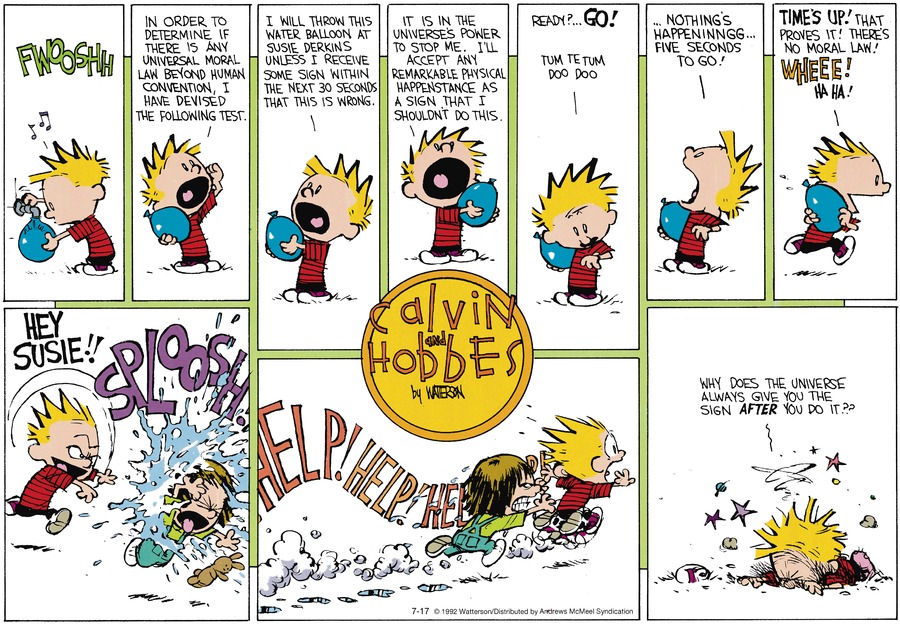 FWOOSHH
IN ORDER TO
DETERMINE IF
THERE IS ANY
UNIVERSAL MORAL
LAW BEYOND HUMAN
CONVENTION, I
HAVE DEVISED
THE FOLLOWING TEST.
I WILL THROW THIS
WATER BALLOON AT
SUSIE DERKINS
UNLESS I RECEIVE
SOME SIGN WITHIN
THE NEXT 30 SECONDS
THAT THIS IS WRONG.
IT IS IN THE
UNIVERSE'S POWER
TO STOP ME. I'LL
ACCEPT ANY
REMARKABLE PHYSICAL
HAPPENSTANCE AS
A SIGN THAT I
SHOULDN'T DO THIS.
READY?... GO!
TUM TE TUM
DOO DOO
... NOTHING'S
HAPPENINNGG...
FIVE SECONDS
TO GO!
TIME'S UP! THAT
PROVES IT! THERE'S
NO MORAL LAW!
WHEEE!
HA HA!
calvin
and
HobbEs
by WATTERSON
HEY
SUSIE!!
SPLOOSH
HELP! HELP! HELP
WHY DOES THE UNIVERSE
ALWAYS GIVE YOU THE
SIGN AFTER YOU DO IT??
7-17 © 1992 Watterson/Distributed by Andrews McMeel Syndication